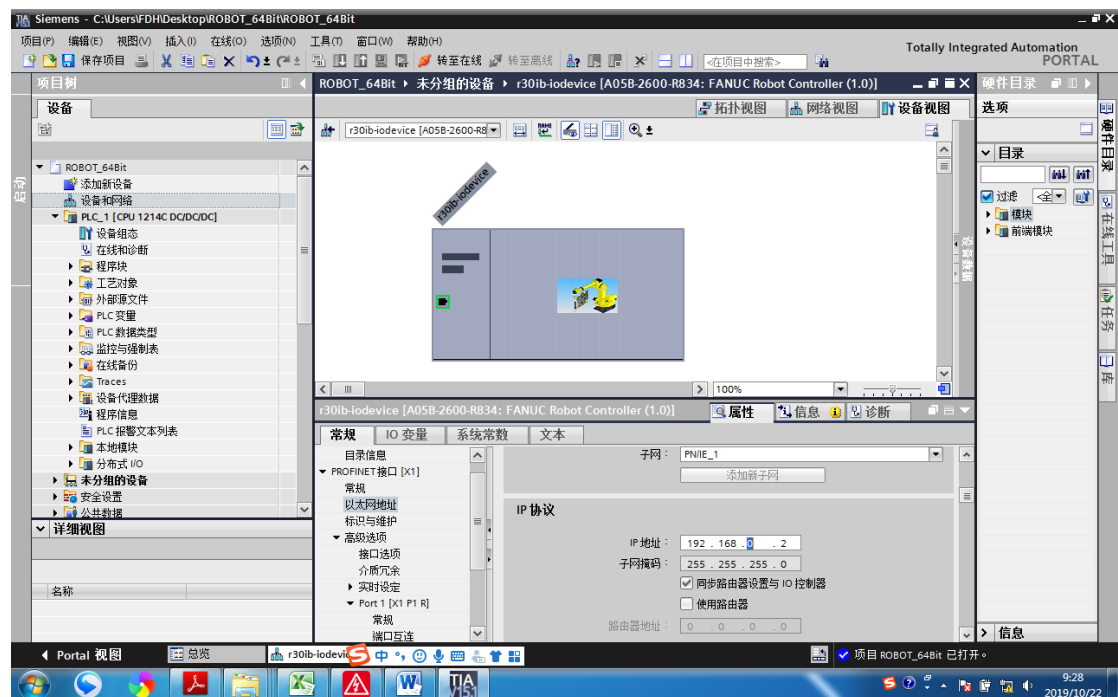 Siemens - C:\Users\FDH\Desktop\ROBOT_64Bit\ROBOT_64Bit
项目(P) 编辑(E) 视图(V) 插入(I) 在线(O) 选项(N) 工具(T) 窗口(W) 帮助(H)
Totally Integrated Automation
PORTAL
保存项目 转至在线 转至离线 <在项目中搜索>
项目树
ROBOT_64Bit 未分组的设备 r30ib-iodevice [A05B-2600-R834: FANUC Robot Controller (1.0)]
硬件目录
设备
拓扑视图 网络视图 设备视图
选项
r30ib-iodevice [A05B-2600-R8
ROBOT_64Bit
添加新设备
设备和网络
PLC_1 [CPU 1214C DC/DC/DC]
设备组态
在线和诊断
程序块
工艺对象
外部源文件
PLC 变量
PLC 数据类型
监控与强制表
在线备份
Traces
设备代理数据
程序信息
PLC 报警文本列表
本地模块
分布式 I/O
未分组的设备
安全设置
公共数据
详细视图
名称
启动
r30ib-iodevice
设备数据
100%
目录
过滤 <全
模块
前端模块
硬件目录
在线工具
任务
库
r30ib-iodevice [A05B-2600-R834: FANUC Robot Controller (1.0)]
属性 信息 诊断
常规 IO 变量 系统常数 文本
目录信息
PROFINET接口 [X1]
常规
以太网地址
标识与维护
高级选项
接口选项
介质冗余
实时设定
Port 1 [X1 P1 R]
常规
端口互连
子网： PN/IE_1
添加新子网
IP 协议
IP 地址： 192 . 168 . 0 . 2
子网掩码： 255 . 255 . 255 . 0
同步路由器设置与 IO 控制器
使用路由器
路由器地址： 0 . 0 . 0 . 0
信息
Portal 视图 总览 r30ib-iodevic 中 项目 ROBOT_64Bit 已打开。
TIA
V15.1
9:28
2019/10/2